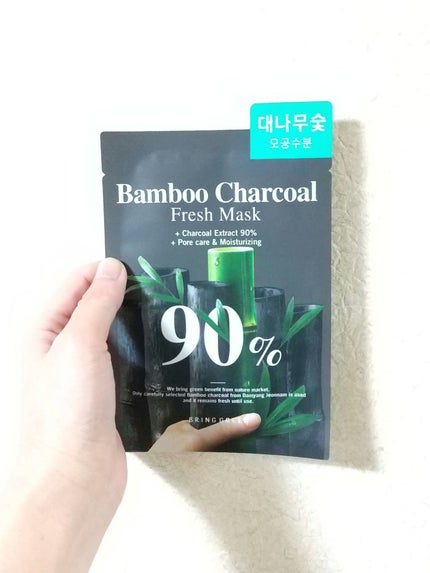 대나무숯
모공수분
Bamboo Charcoal
Fresh Mask
+ Charcoal Extract 90%
+ Pore care & Moisturizing
90%
We bring green benefit from nature market.
Only carefully selected Bamboo charcoal from Damyang Jeonnam is used
and it remains fresh until use.
BRING GREEN